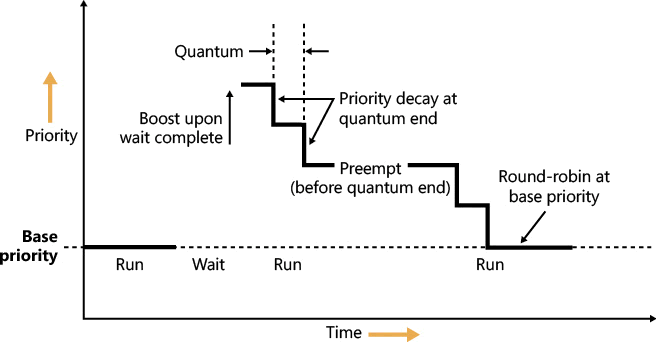 Quantum
Boost upon
wait complete
Priority decay at
quantum end
Priority
Preempt
(before quantum end)
Round-robin at
base priority
Base
priority
Run
Wait
Run
Run
Time